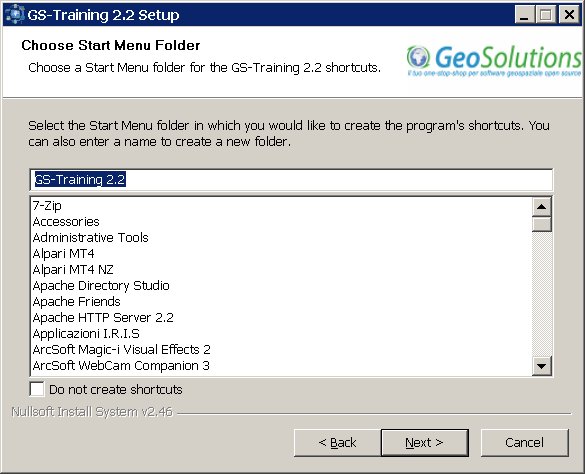 GS-Training 2.2 Setup
Choose Start Menu Folder
Choose a Start Menu folder for the GS-Training 2.2 shortcuts.
GeoSolutions
Il tuo one-stop-shop per software geospaziale open source
Select the Start Menu folder in which you would like to create the program's shortcuts. You
can also enter a name to create a new folder.
GS-Training 2.2
7-Zip
Accessories
Administrative Tools
Alpari MT4
Alpari MT4 NZ
Apache Directory Studio
Apache Friends
Apache HTTP Server 2.2
Applicazioni I.R.I.S
ArcSoft Magic-i Visual Effects 2
ArcSoft WebCam Companion 3
Do not create shortcuts
Nullsoft Install System v2.46
< Back
Next >
Cancel